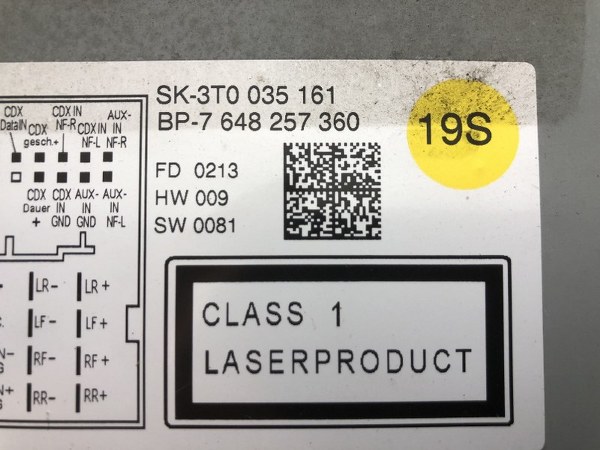 SK-3T0 035 161
BP-7 648 257 360
19S
FD 0213
HW 009
SW 0081
CDX DataIN
CDX gesch.+
CDX IN NF-R
CDX IN NF-L
AUX-IN NF-R
CDX Dauer +
CDX IN GND
AUX-IN GND
AUX-IN NF-L
LR- LR+
LF- LF+
RF- RF+
RR- RR+
CLASS 1
LASERPRODUCT